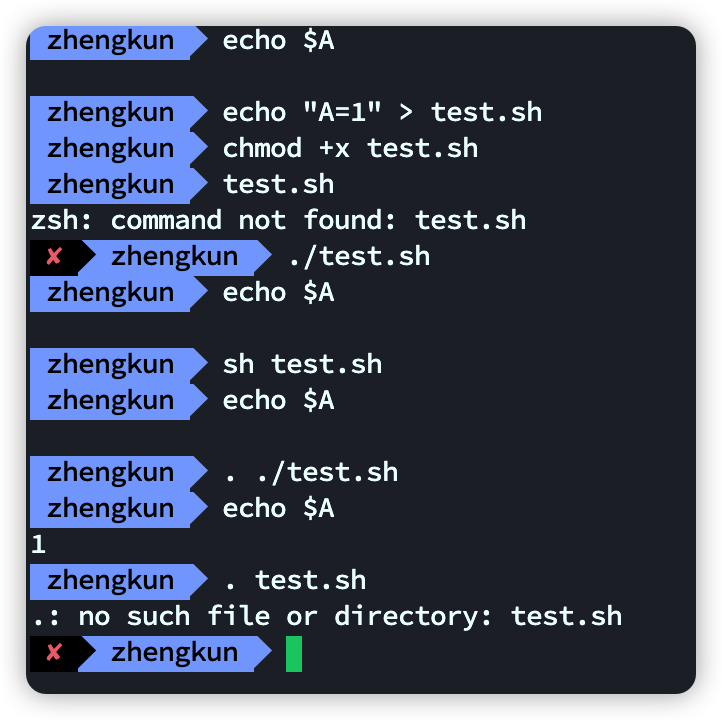 zhengkun echo $A
zhengkun echo "A=1" > test.sh
zhengkun chmod +x test.sh
zhengkun test.sh
zsh: command not found: test.sh
✘ zhengkun ./test.sh
zhengkun echo $A
zhengkun sh test.sh
zhengkun echo $A
zhengkun . ./test.sh
zhengkun echo $A
1
zhengkun . test.sh
.: no such file or directory: test.sh
✘ zhengkun